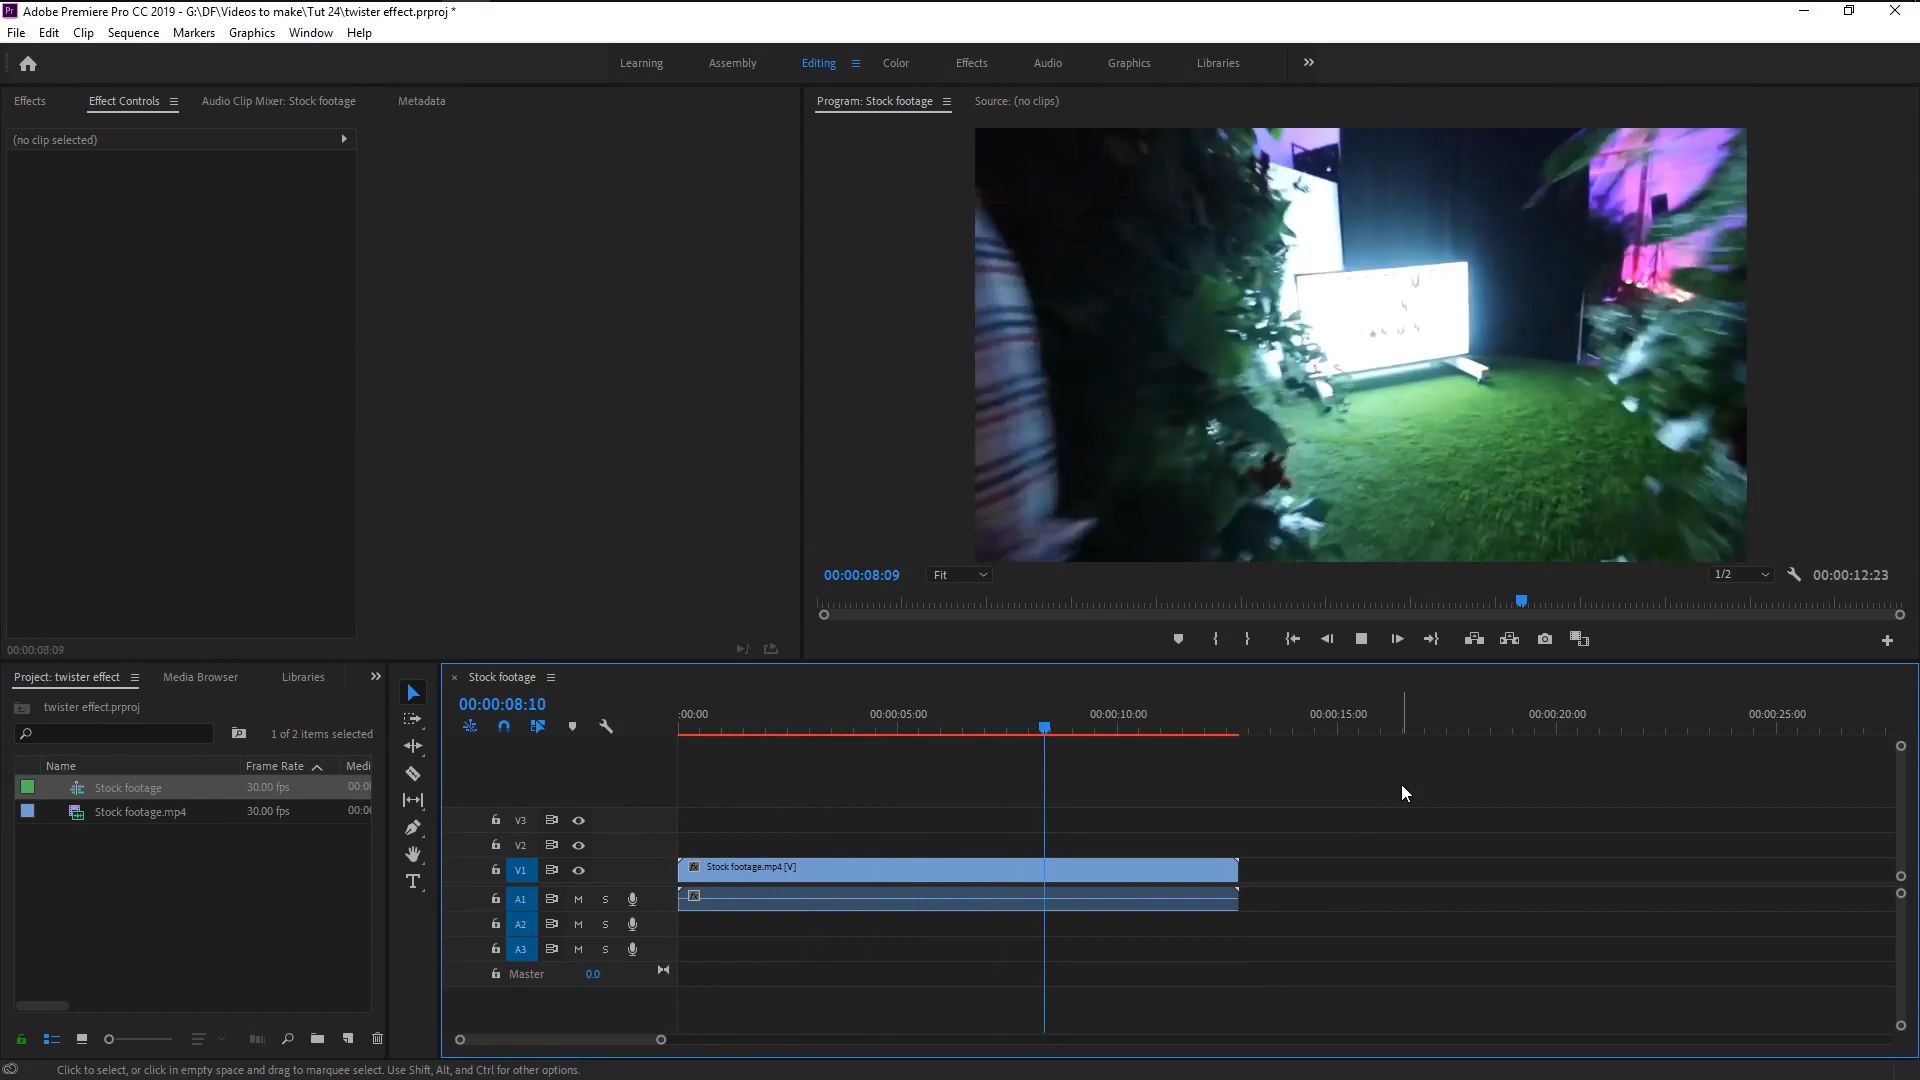 Adobe Premiere Pro CC 2019 - G:\DF\Videos to make\Tut 24\twister effect.prproj *
File Edit Clip Sequence Markers Graphics Window Help
Learning Assembly Editing Color Effects Audio Graphics Libraries
Effects Effect Controls Audio Clip Mixer: Stock footage Metadata
Program: Stock footage Source: (no clips)
(no clip selected)
00:00:08:09 Fit 1/2 00:00:12:23
00:00:08:09
Project: twister effect Media Browser Libraries
Stock footage
twister effect.prproj
00:00:08:10
:00:00 00:00:05:00 00:00:10:00 00:00:15:00 00:00:20:00 00:00:25:00
1 of 2 items selected
Name Frame Rate Medi
Stock footage 30.00 fps 00:0
Stock footage.mp4 30.00 fps 00:0
V3
V2
V1 Stock footage.mp4 [V]
A1 M S
A2 M S
A3 M S
Master 0.0
Click to select, or click in empty space and drag to marquee select. Use Shift, Alt, and Ctrl for other options.